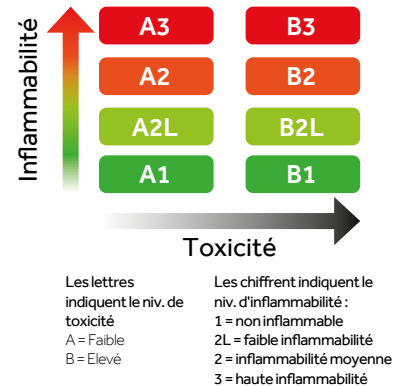 Inflammabilité
A3 B3
A2 B2
A2L B2L
A1 B1
Toxicité
Les lettres
indiquent le niv. de
toxicité
A = Faible
B = Elevé
Les chiffrent indiquent le
niv. d'inflammabilité :
1 = non inflammable
2L = faible inflammabilité
2 = inflammabilité moyenne
3 = haute inflammabilité